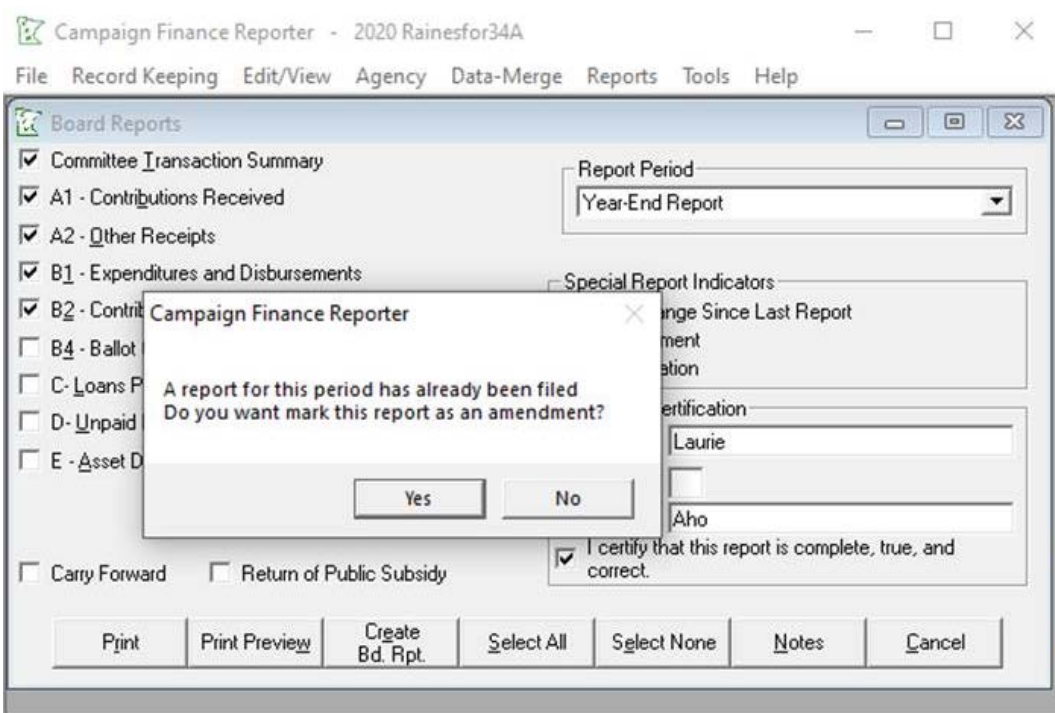 Campaign Finance Reporter - 2020 Rainesfor34A
File Record Keeping Edit/View Agency Data-Merge Reports Tools Help
Board Reports
Committee Transaction Summary
A1 - Contributions Received
A2 - Other Receipts
B1 - Expenditures and Disbursements
B2 - Contrib
B4 - Ballot
C- Loans P
D- Unpaid
E - Asset D
Carry Forward
Return of Public Subsidy
Report Period
Year-End Report
Special Report Indicators
nge Since Last Report
ment
ation
ertification
Laurie
Aho
I certify that this report is complete, true, and
correct.
Campaign Finance Reporter
A report for this period has already been filed
Do you want mark this report as an amendment?
Yes No
Print Print Preview Create Bd. Rpt. Select All Select None Notes Cancel